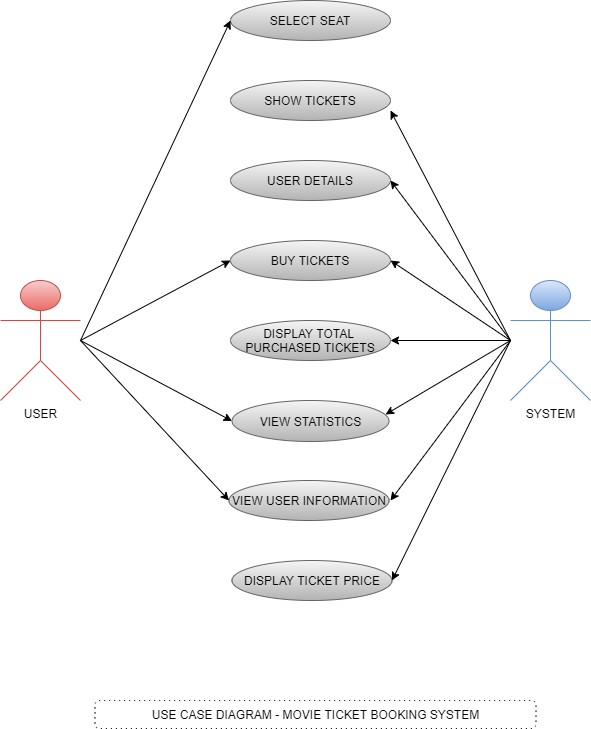 SELECT SEAT
SHOW TICKETS
USER DETAILS
BUY TICKETS
DISPLAY TOTAL
PURCHASED TICKETS
USER
SYSTEM
VIEW STATISTICS
VIEW USER INFORMATION
DISPLAY TICKET PRICE
USE CASE DIAGRAM - MOVIE TICKET BOOKING SYSTEM